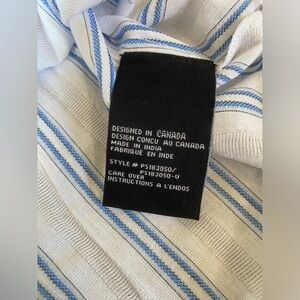 DESIGNED IN CANADA
DESIGN CONCU AU CANADA
MADE IN INDIA
FABRIQUE EN INDE
STYLE # PS183050/
PS183050-U
CARE OVER
INSTRUCTIONS A L'ENDOS